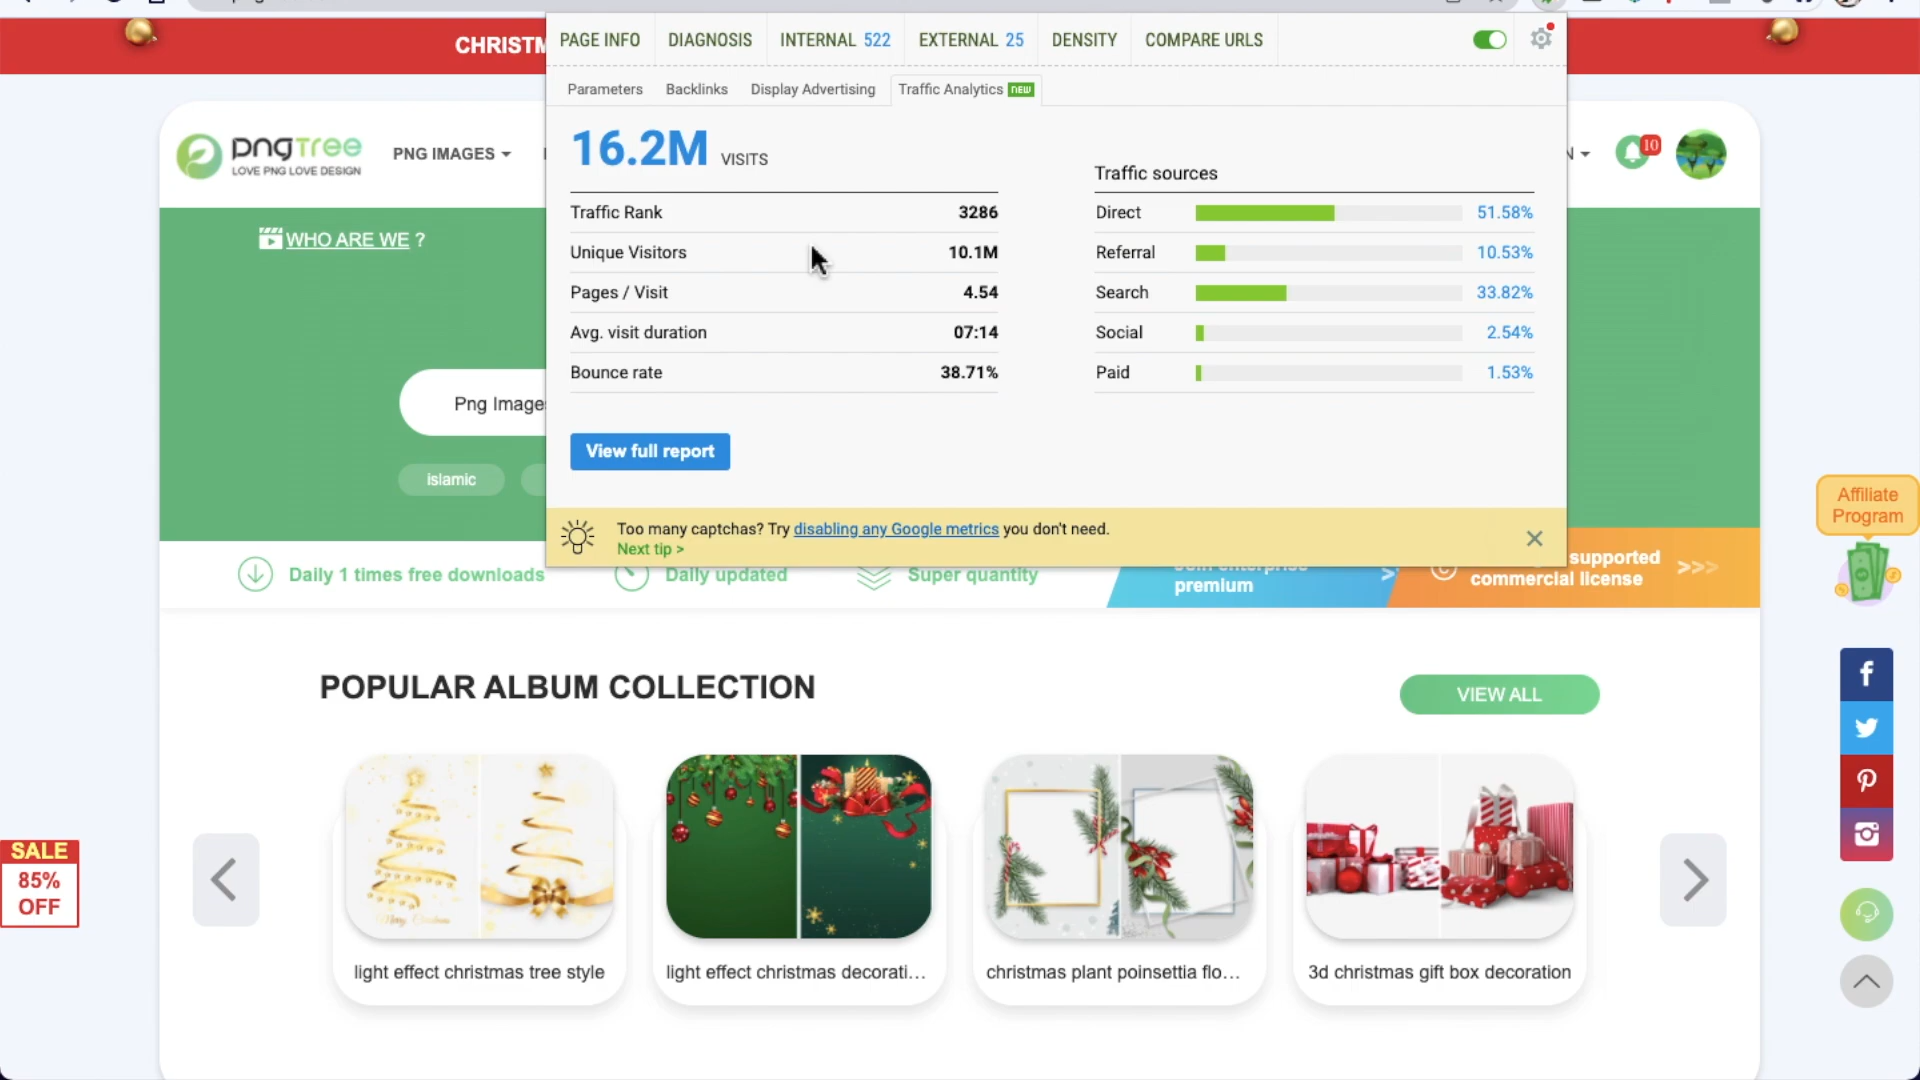 CHRISTM
PAGE INFO
DIAGNOSIS
INTERNAL 522
EXTERNAL 25
DENSITY
COMPARE URLS
Parameters
Backlinks
Display Advertising
Traffic Analytics NEW
pngtree
LOVE PNG LOVE DESIGN
PNG IMAGES
10
16.2M VISITS
Traffic Rank 3286
Unique Visitors 10.1M
Pages / Visit 4.54
Avg. visit duration 07:14
Bounce rate 38.71%
Traffic sources
Direct 51.58%
Referral 10.53%
Search 33.82%
Social 2.54%
Paid 1.53%
View full report
Too many captchas? Try disabling any Google metrics you don't need.
Next tip >
WHO ARE WE ?
Png Image
islamic
Daily 1 times free downloads
Daily updated
Super quantity
Join enterprise
premium
supported
commercial license >>>
Affiliate
Program
POPULAR ALBUM COLLECTION
VIEW ALL
Merry Christmas
light effect christmas tree style
light effect christmas decorati...
christmas plant poinsettia flo...
3d christmas gift box decoration
SALE
85%
OFF